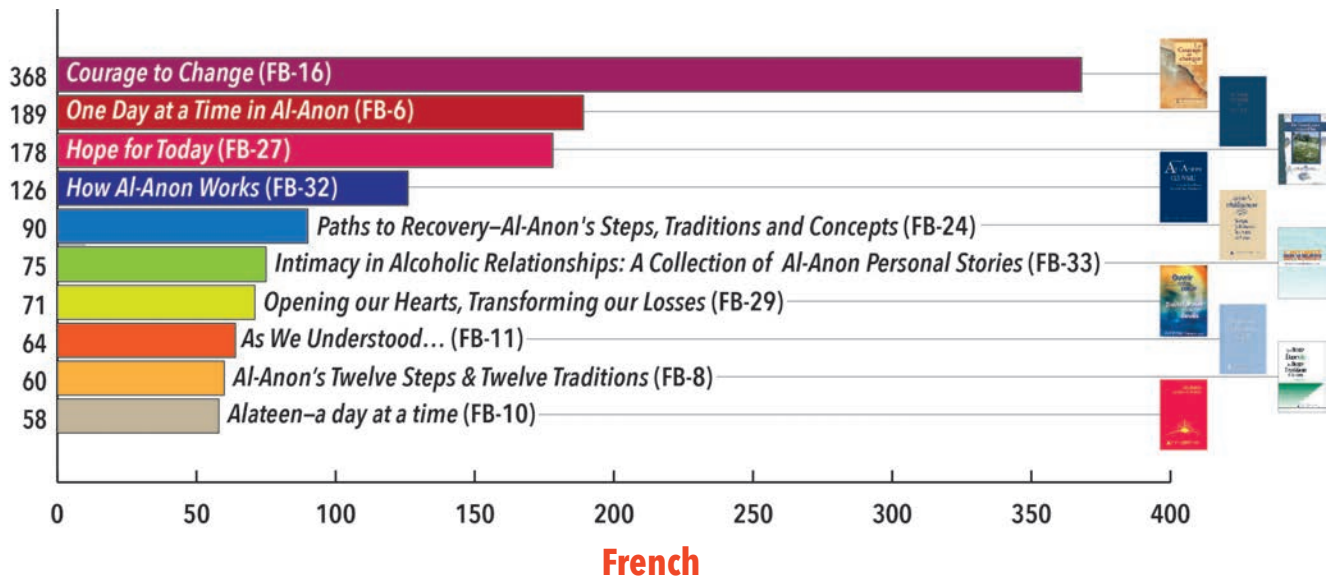 368 Courage to Change (FB-16)
189 One Day at a Time in Al-Anon (FB-6)
178 Hope for Today (FB-27)
126 How Al-Anon Works (FB-32)
90 Paths to Recovery–Al-Anon's Steps, Traditions and Concepts (FB-24)
75 Intimacy in Alcoholic Relationships: A Collection of Al-Anon Personal Stories (FB-33)
71 Opening our Hearts, Transforming our Losses (FB-29)
64 As We Understood… (FB-11)
60 Al-Anon’s Twelve Steps & Twelve Traditions (FB-8)
58 Alateen–a day at a time (FB-10)
0 50 100 150 200 250 300 350 400
French